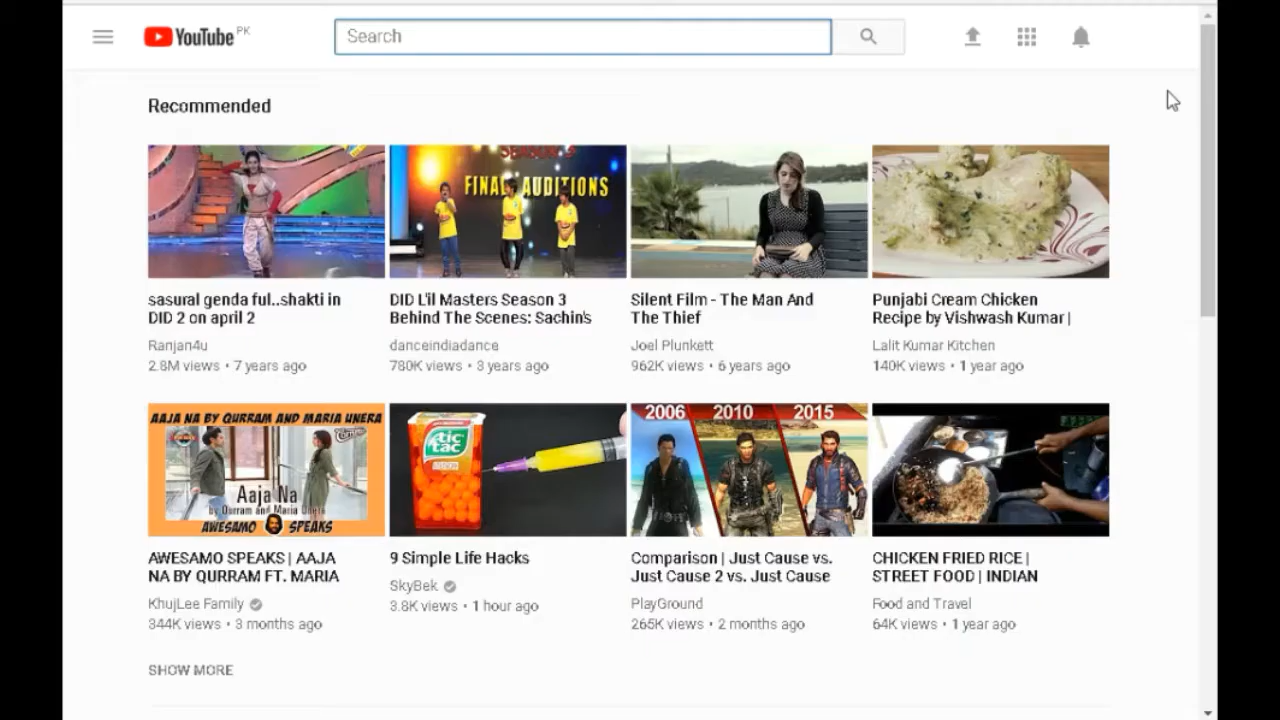 YouTube PK
Search
Recommended
SEASON 3
FINAL AUDITIONS
sasural genda ful..shakti in
DID 2 on april 2
Ranjan4u
2.8M views • 7 years ago
DID L'il Masters Season 3
Behind The Scenes: Sachin's
danceindiadance
780K views • 3 years ago
Silent Film - The Man And
The Thief
Joel Plunkett
962K views • 6 years ago
Punjabi Cream Chicken
Recipe by Vishwash Kumar |
Lalit Kumar Kitchen
140K views • 1 year ago
AAJA NA BY QURRAM AND MARIA UNERA
Aaja Na
by Qurram and Maria Unera
AWESAMO SPEAKS
tic tac
2006 2010 2015
AWESAMO SPEAKS | AAJA
NA BY QURRAM FT. MARIA
KhujLee Family
344K views • 3 months ago
9 Simple Life Hacks
SkyBek
3.8K views • 1 hour ago
Comparison | Just Cause vs.
Just Cause 2 vs. Just Cause
PlayGround
265K views • 2 months ago
CHICKEN FRIED RICE |
STREET FOOD | INDIAN
Food and Travel
64K views • 1 year ago
SHOW MORE